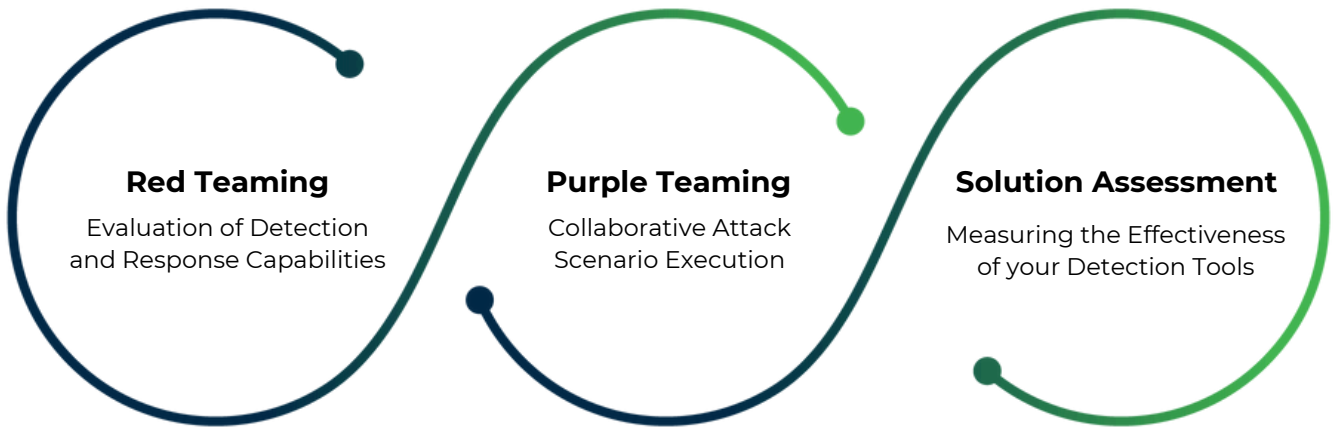 Red Teaming
Evaluation of Detection
and Response Capabilities
Purple Teaming
Collaborative Attack
Scenario Execution
Solution Assessment
Measuring the Effectiveness
of your Detection Tools